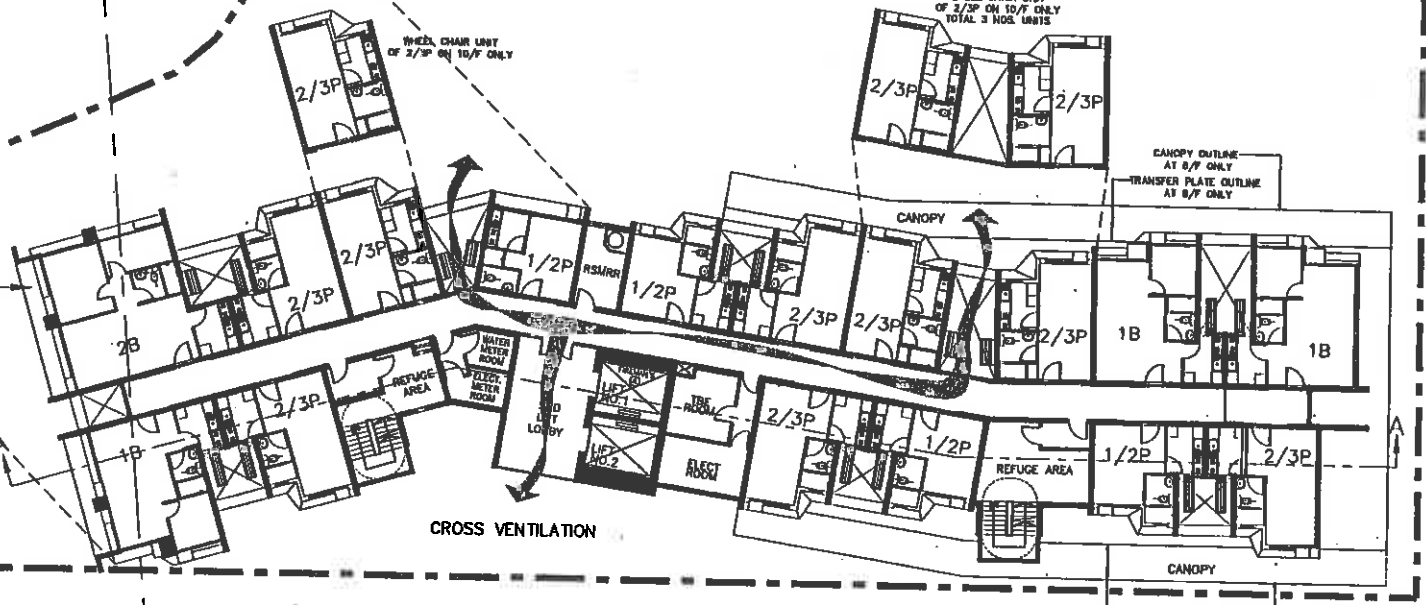 OF 2/3P ON 10/F ONLY
TOTAL 3 NOS. UNITS
WHEEL CHAIR UNIT
OF 2/3P ON 10/F ONLY
2/3P
2/3P
2/3P
CANOPY OUTLINE
AT 8/F ONLY
TRANSFER PLATE OUTLINE
AT 8/F ONLY
CANOPY
2B
2/3P
2/3P
1/2P
RSMRR
1/2P
2/3P
2/3P
2/3P
1B
1B
WATER
METER
ROOM
ELECT.
METER
ROOM
REFUGE
AREA
LIFT
LOBBY
LIFT
NO.1
LIFT
NO.2
TBE
ROOM
ELECT
ROOM
1B
2/3P
2/3P
1/2P
REFUGE AREA
1/2P
2/3P
A
CROSS VENTILATION
CANOPY